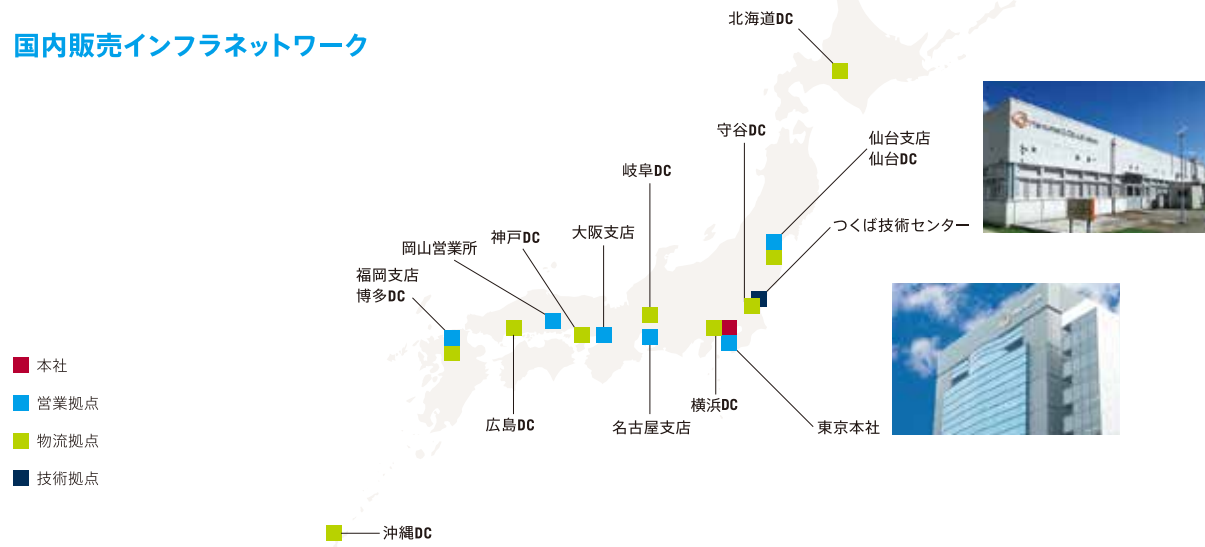 国内販売インフラネットワーク
北海道DC
守谷DC
仙台支店
仙台DC
岐阜DC
つくば技術センター
大阪支店
神戸DC
岡山営業所
福岡支店
博多DC
本社
営業拠点
物流拠点
技術拠点
横浜DC
広島DC
名古屋支店
東京本社
沖縄DC